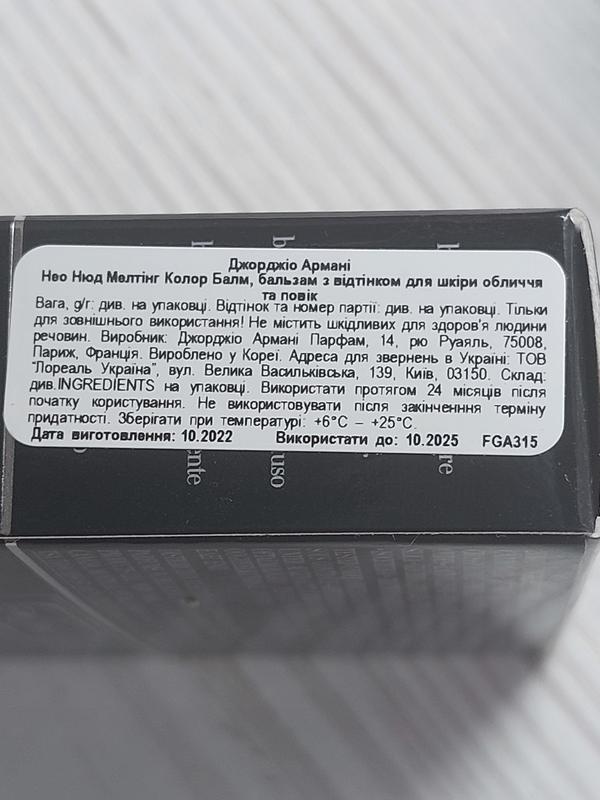 Джорджіо Армані
Нео Нюд Мелтінг Колор Балм, бальзам з відтінком для шкіри обличчя
та повік
Вага, g/г: див. на упаковці. Відтінок та номер партії: див. на упаковці. Тільки
для зовнішнього використання! Не містить шкідливих для здоров'я людини
речовин. Виробник: Джорджіо Армані Парфам, 14, рю Руаяль, 75008,
Париж, Франція. Вироблено у Кореї. Адреса для звернень в Україні: ТОВ
"Лореаль Україна", вул. Велика Васильківська, 139, Київ, 03150. Склад:
див.INGREDIENTS на упаковці. Використати протягом 24 місяців після
початку користування. Не використовувати після закінченння терміну
придатності. Зберігати при температурі: +6°C – +25°C.
Дата виготовлення: 10.2022 Використати до: 10.2025 FGA315